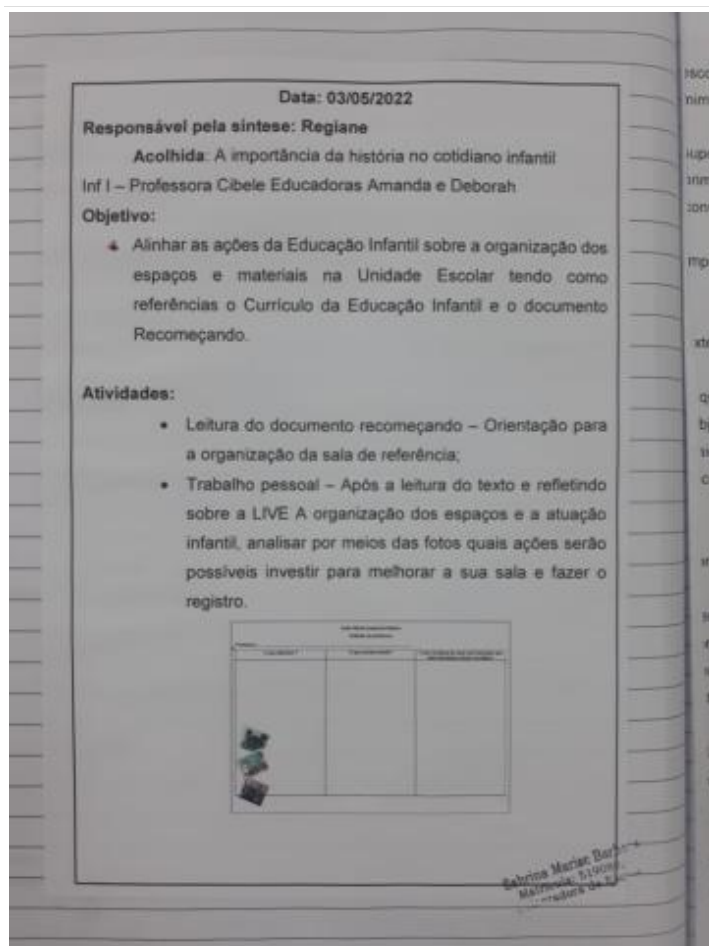 Data: 03/05/2022
Responsável pela síntese: Regiane
Acolhida: A importância da história no cotidiano infantil
Inf I – Professora Cibele Educadoras Amanda e Deborah
Objetivo:
Alinhar as ações da Educação Infantil sobre a organização dos
espaços e materiais na Unidade Escolar tendo como
referências o Currículo da Educação Infantil e o documento
Recomeçando.
Atividades:
• Leitura do documento recomeçando – Orientação para
a organização da sala de referência;
• Trabalho pessoal – Após a leitura do texto e refletindo
sobre a LIVE A organização dos espaços e a atuação
infantil, analisar por meios das fotos quais ações serão
possíveis investir para melhorar a sua sala e fazer o
registro.
Sabrina
Matrícula: